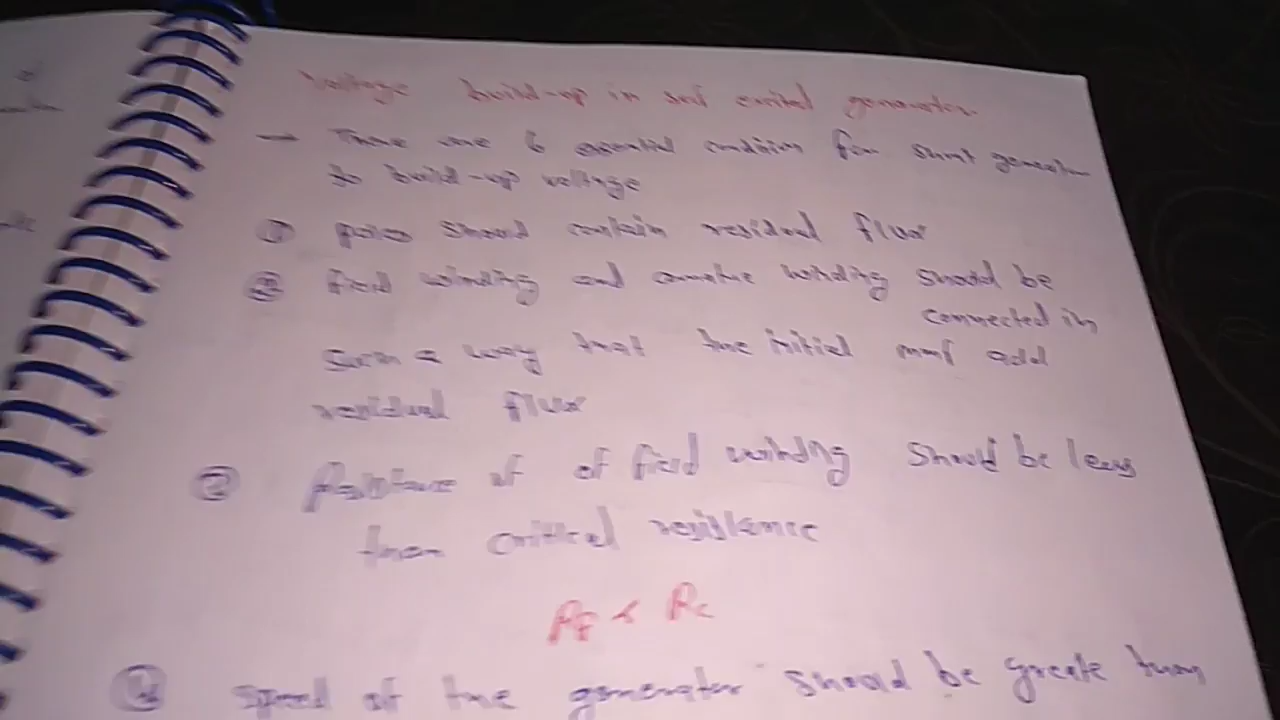 Voltage build-up in self excited generator
→ There are 6 essential condition for shunt generator
to build-up voltage
① poles should contain residual flux
② field winding and armature winding should be
connected in
such a way that the initial mmf add
residual flux
③ Resistance of of field winding should be less
than critical resistance
Rf < Rc
④ speed of the generator should be greate than